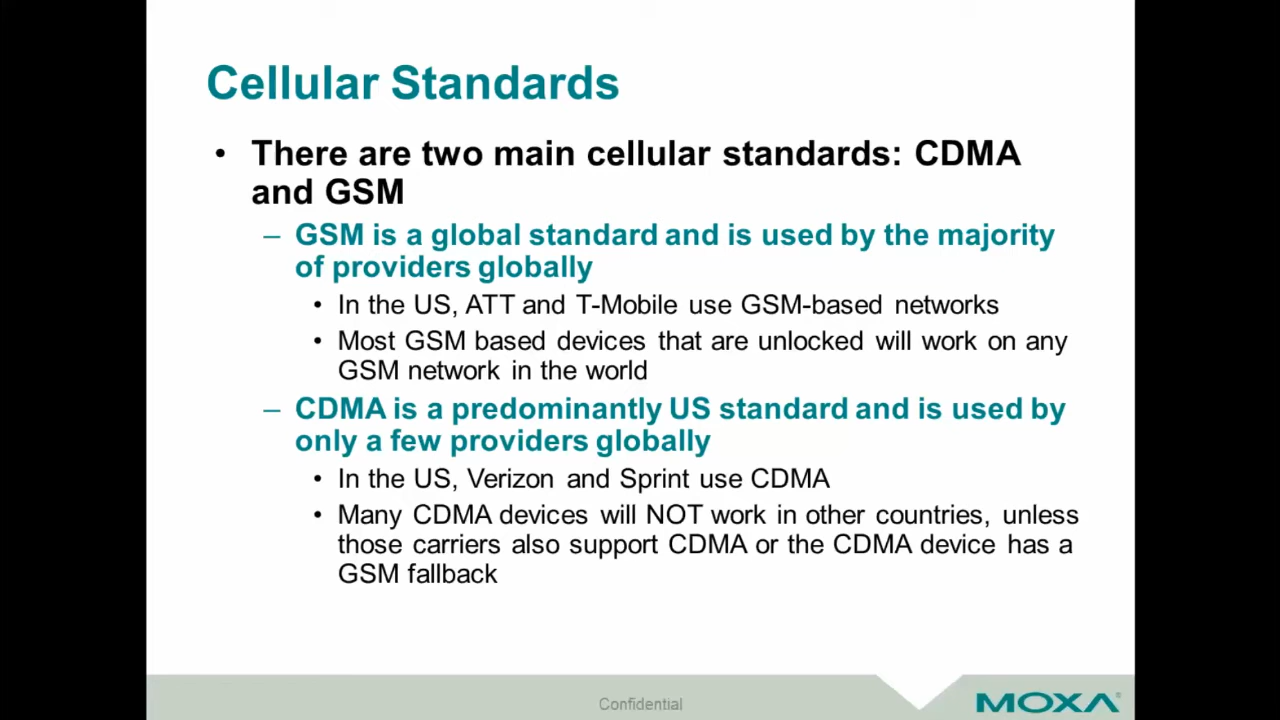 Cellular Standards
• There are two main cellular standards: CDMA
and GSM
– GSM is a global standard and is used by the majority
of providers globally
• In the US, ATT and T-Mobile use GSM-based networks
• Most GSM based devices that are unlocked will work on any
GSM network in the world
– CDMA is a predominantly US standard and is used by
only a few providers globally
• In the US, Verizon and Sprint use CDMA
• Many CDMA devices will NOT work in other countries, unless
those carriers also support CDMA or the CDMA device has a
GSM fallback
Confidential
MOXA®